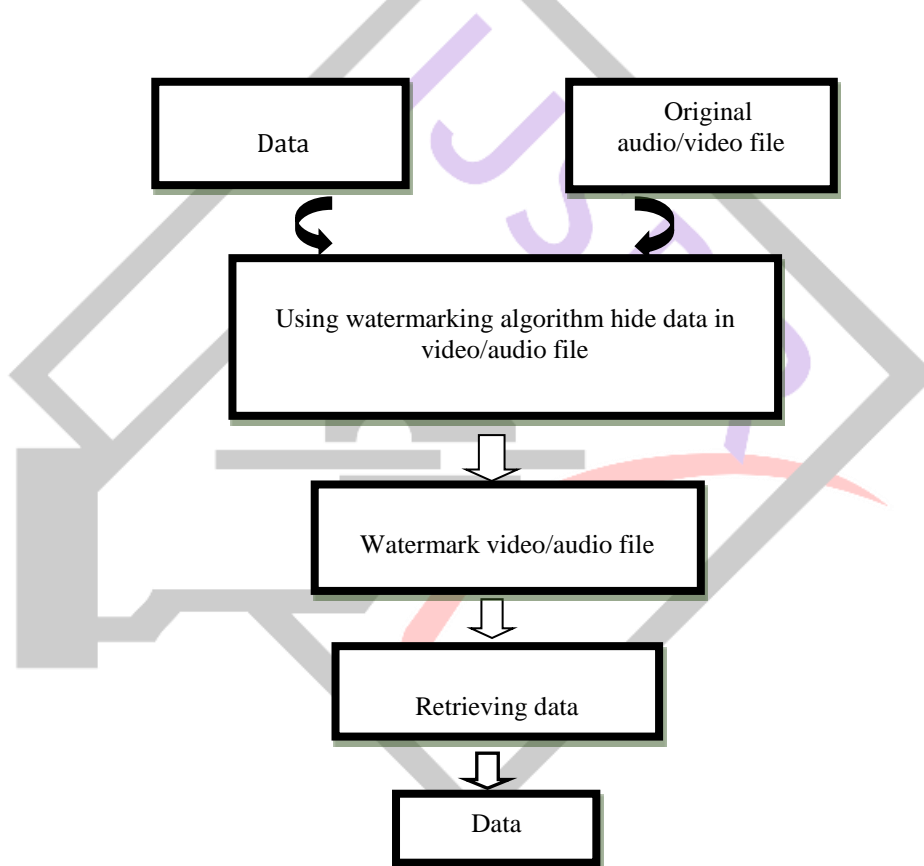 Data
Original
audio/video file
Using watermarking algorithm hide data in
video/audio file
Watermark video/audio file
Retrieving data
Data